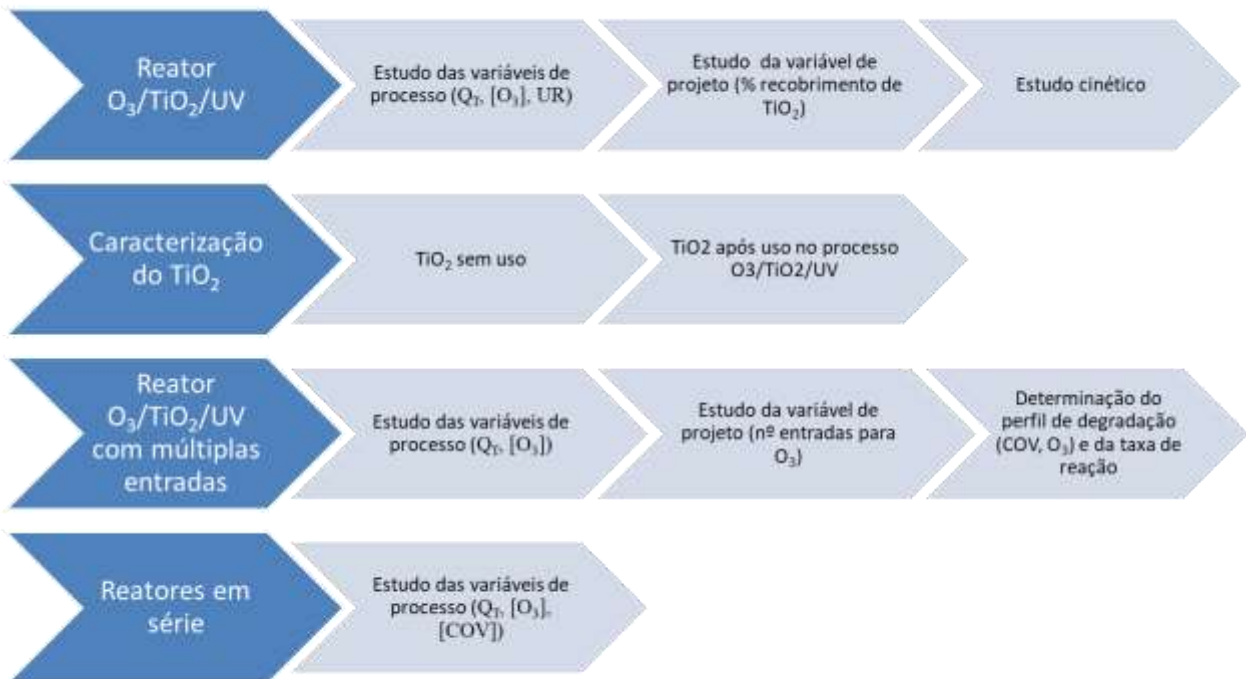 Reator
O₃/TiO₂/UV
Estudo das variáveis de
processo (Q_T, [O₃], UR)
Estudo da variável de
projeto (% recobrimento de
TiO₂)
Estudo cinético
Caracterização
do TiO₂
TiO₂ sem uso
TiO2 após uso no processo
O3/TiO2/UV
Reator
O₃/TiO₂/UV
com múltiplas
entradas
Estudo das variáveis de
processo (Q_T, [O₃])
Estudo da variável de
projeto (nº entradas para
O₃)
Determinação do
perfil de degradação
(COV, O₃) e da taxa de
reação
Reatores em
série
Estudo das variáveis de
processo (Q_T, [O₃],
[COV])